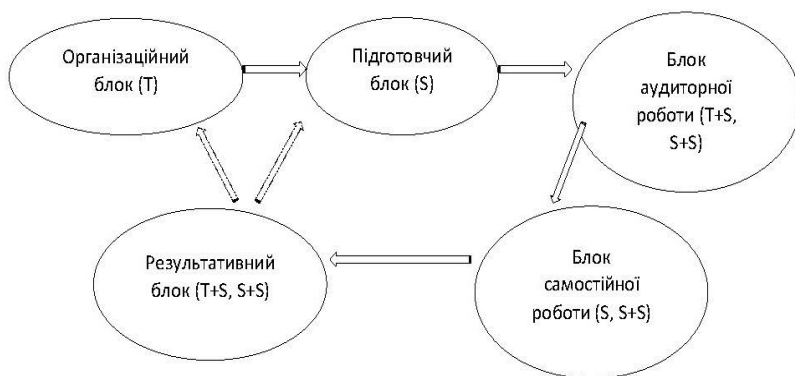 Організаційний
блок (Т)
Підготовчий
блок (S)
Блок
аудиторної
роботи (Т+S,
S+S)
Результативний
блок (Т+S, S+S)
Блок
самостійної
роботи (S, S+S)